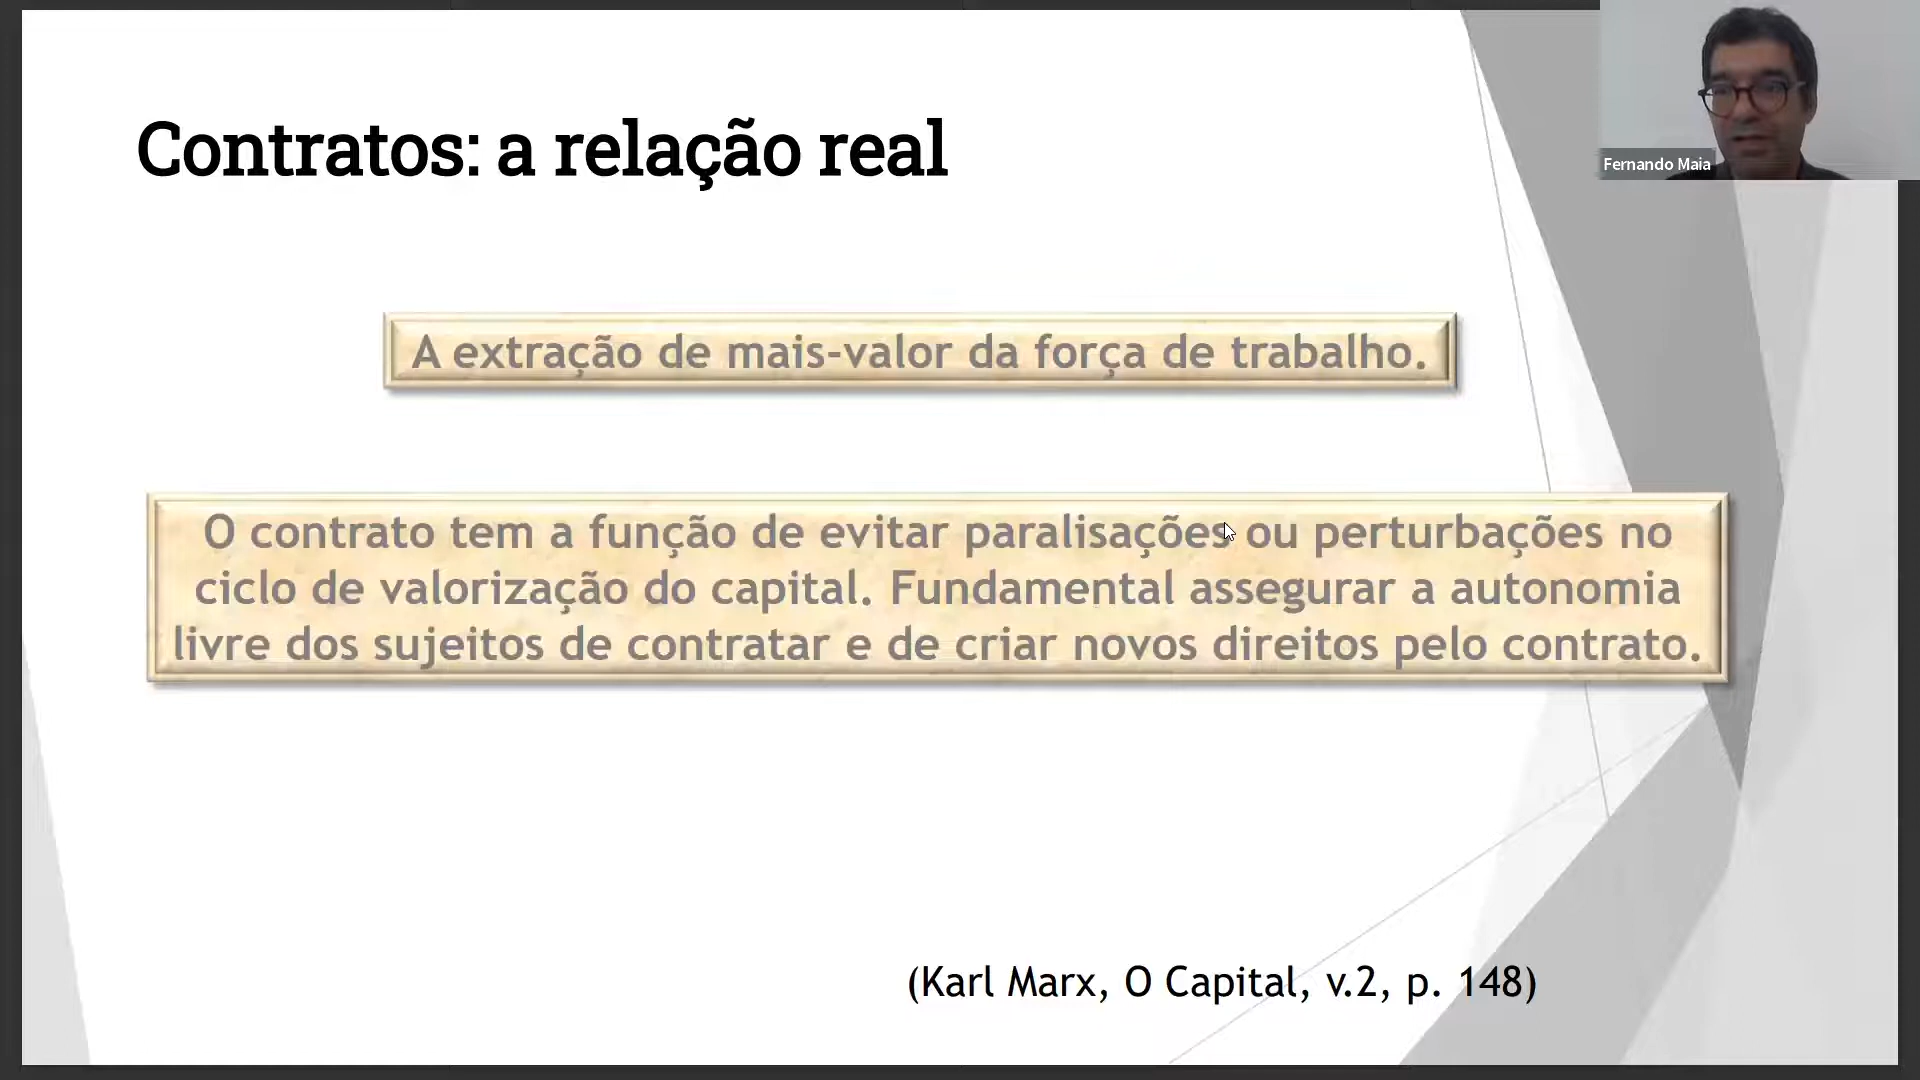 Contratos: a relação real
Fernando Maia
A extração de mais-valor da força de trabalho.
O contrato tem a função de evitar paralisações ou perturbações no
ciclo de valorização do capital. Fundamental assegurar a autonomia
livre dos sujeitos de contratar e de criar novos direitos pelo contrato.
(Karl Marx, O Capital, v.2, p. 148)